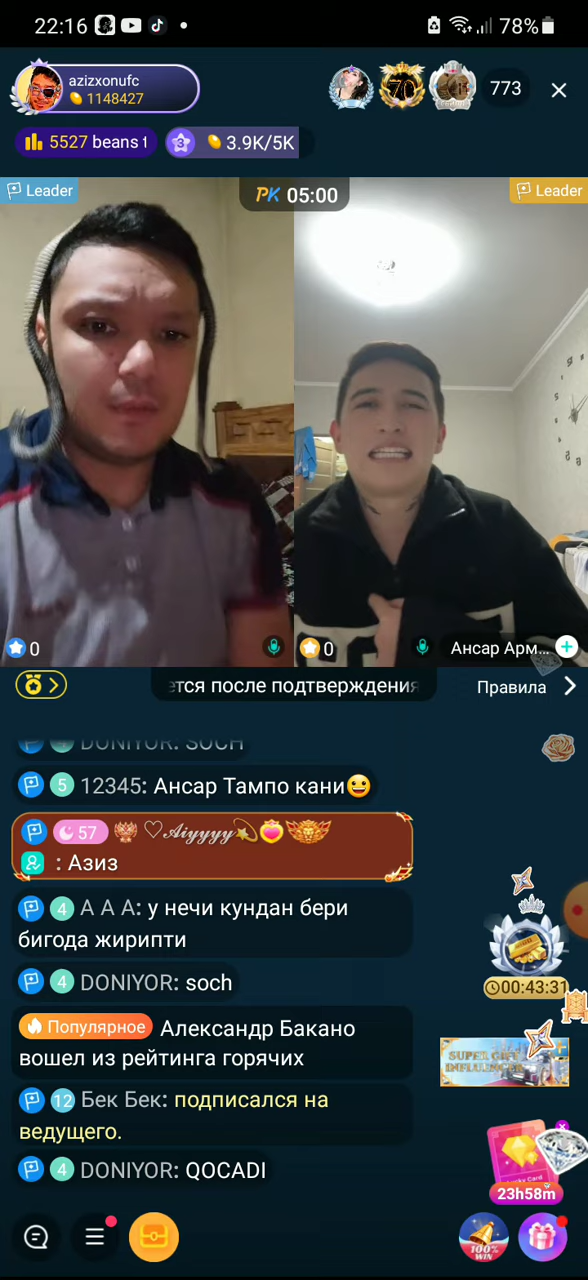 22:16
78%
azizxonufc
1148427
70
773
5527 beans t
3
3.9K/5K
Leader
PK 05:00
Leader
0
0
Ансар Арм...
ется после подтверждения
Правила
DONIYOR: SOCH
5 12345: Ансар Тампо кани😀
57 ♡𝒜𝒾𝓎𝓎𝓎𝓎
: Азиз
4 А А А: у нечи кундан бери
бигода жирипти
4 DONIYOR: soch
00:43:31
Популярное Александр Бакано
вошел из рейтинга горячих
SUPER GIFT
INFLUENCER
12 Бек Бек: подписался на
ведущего.
4 DONIYOR: QOCADI
23h58m
100%
WIN